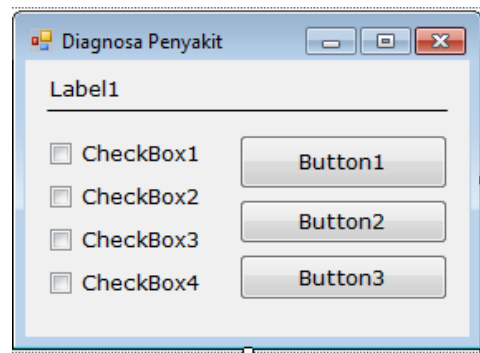 Diagnosa Penyakit
Label1
CheckBox1
Button1
CheckBox2
Button2
CheckBox3
CheckBox4
Button3